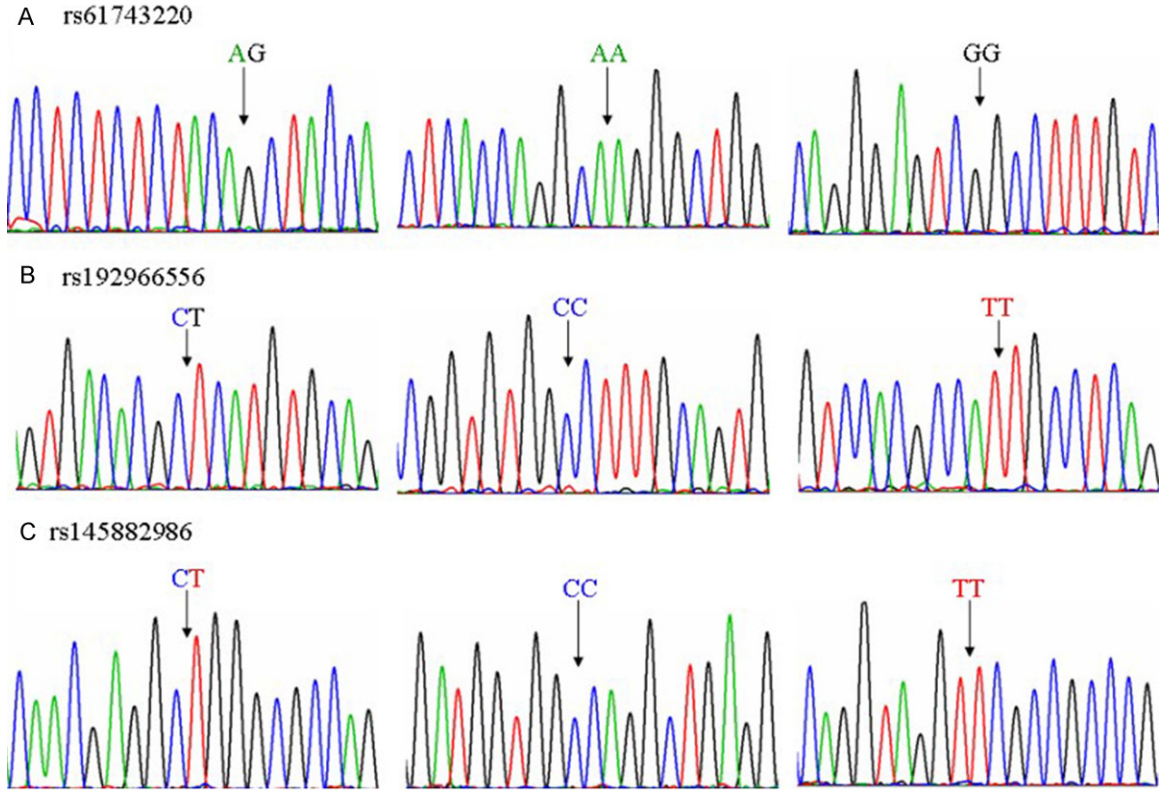 A rs61743220
AG AA GG
B rs192966556
CT CC TT
C rs145882986
CT CC TT